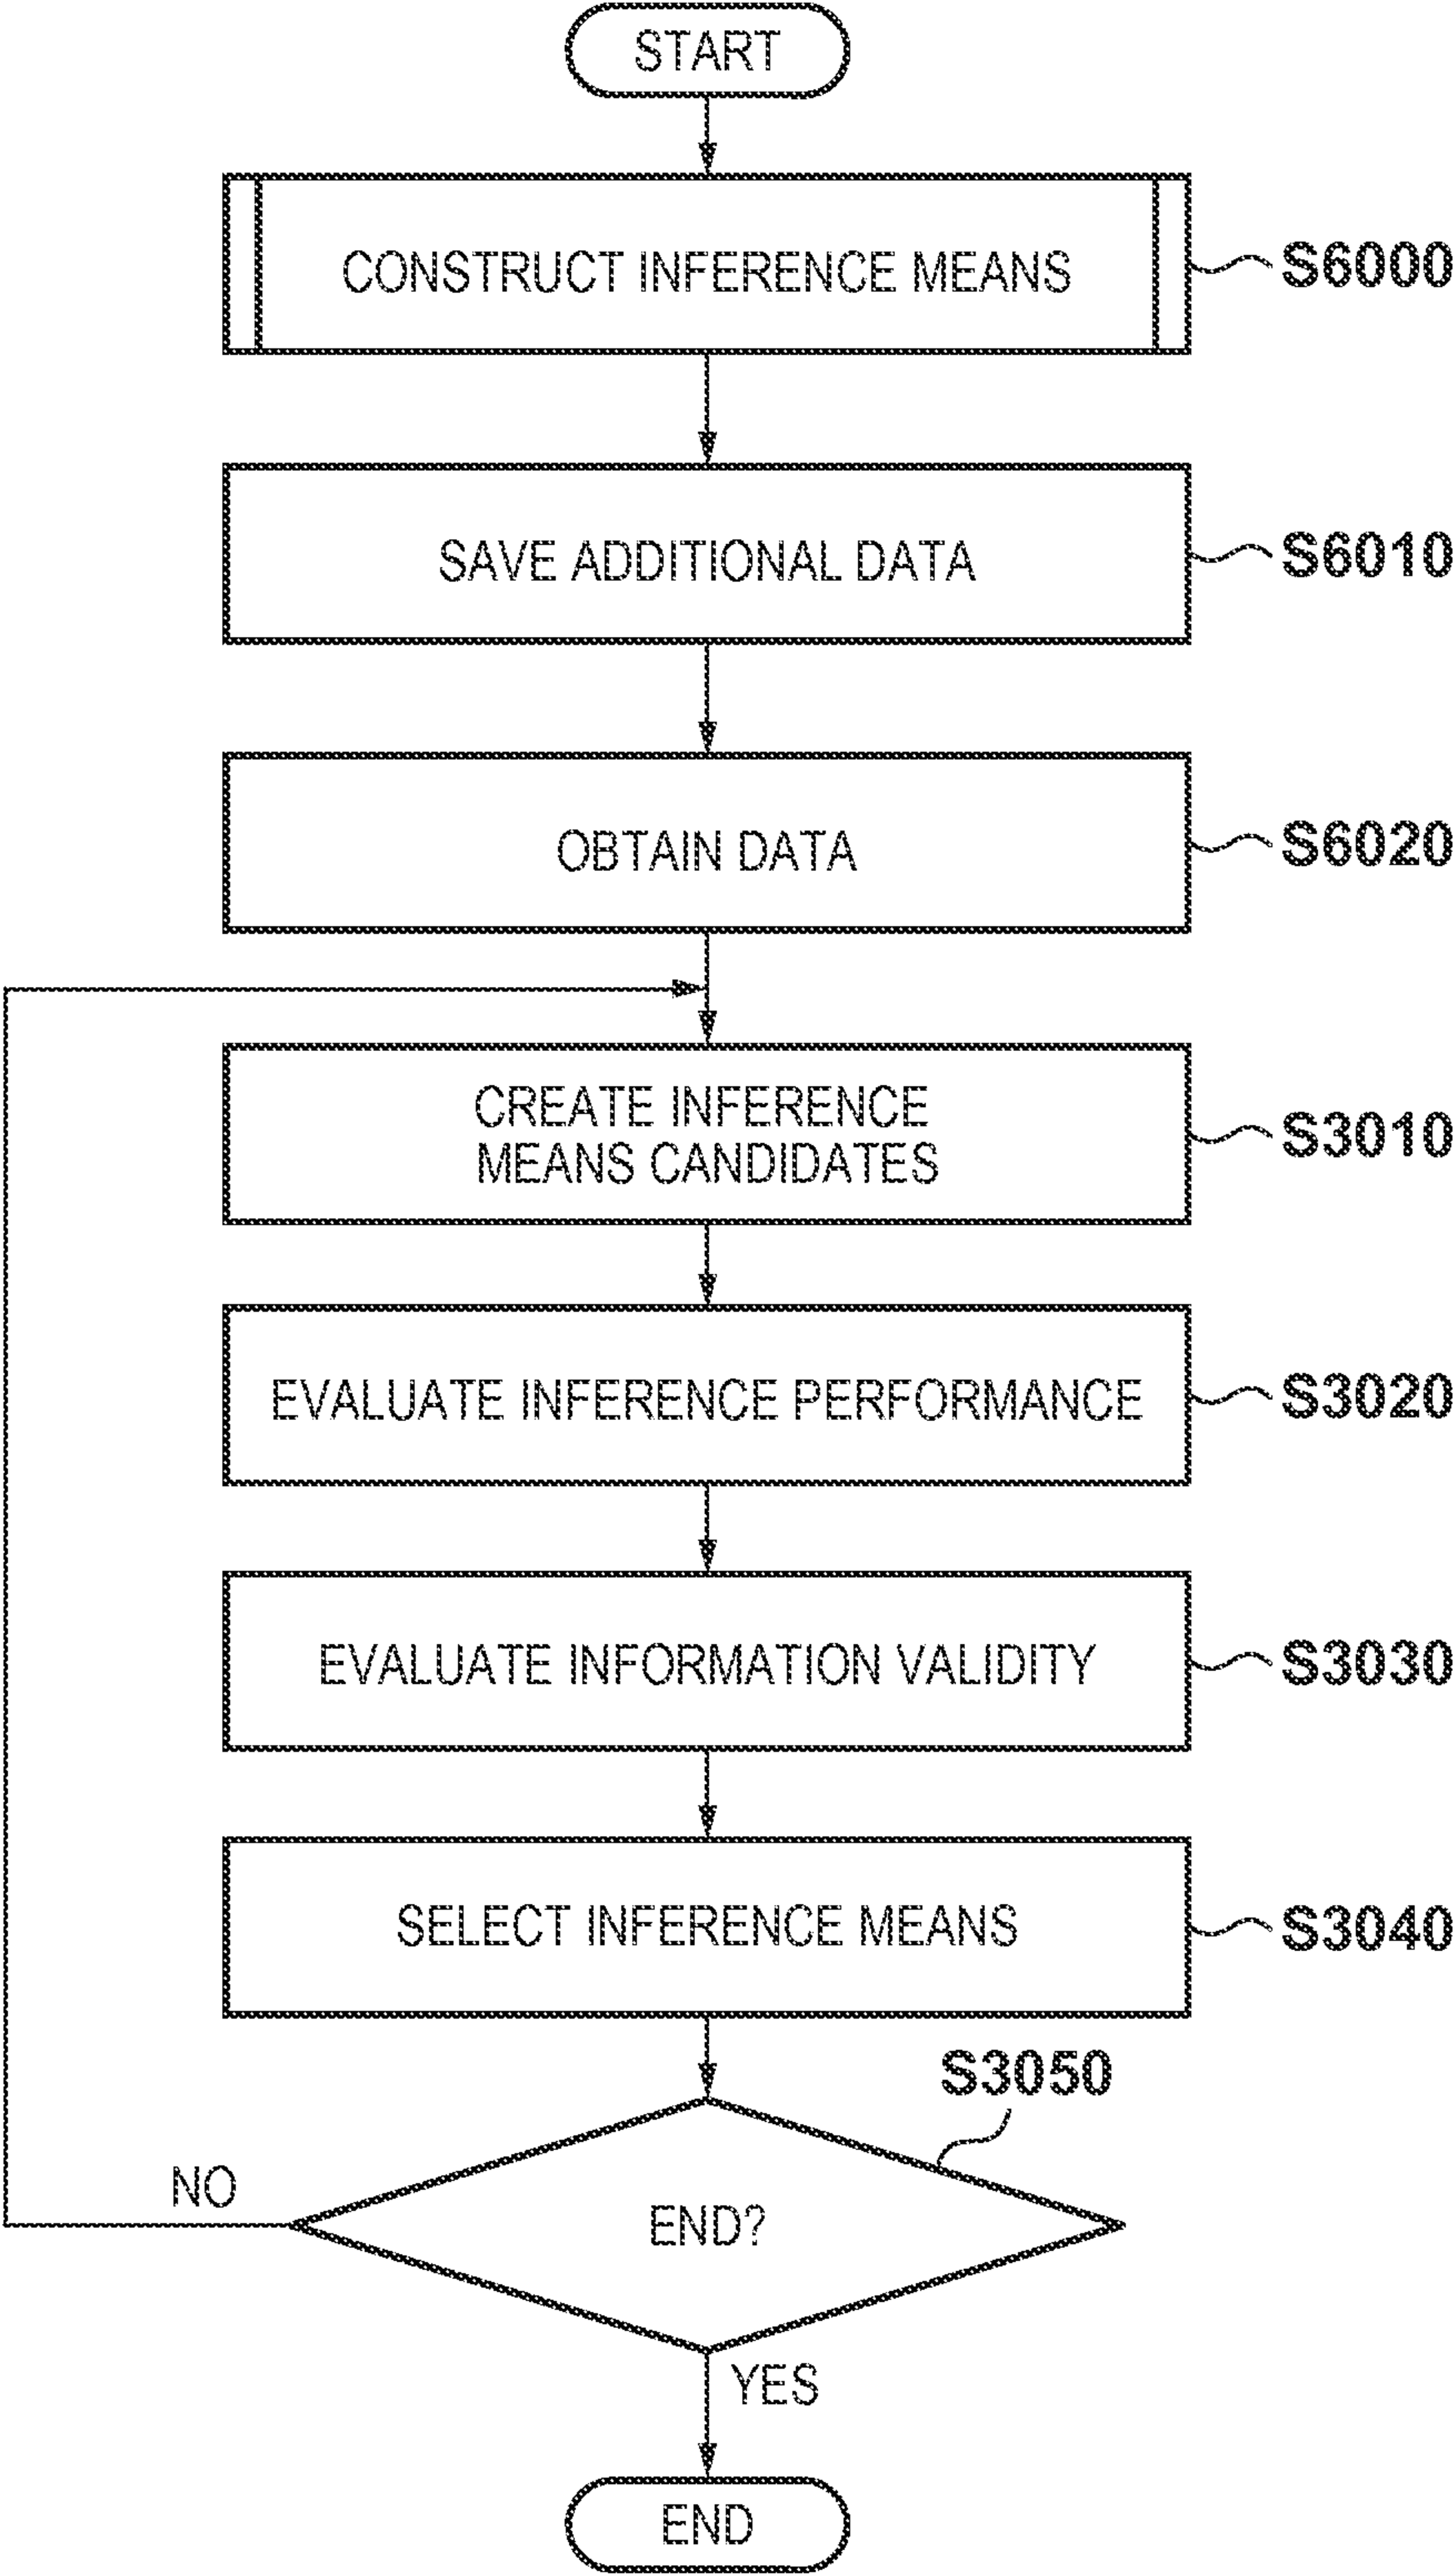 START
CONSTRUCT INFERENCE MEANS
S6000
SAVE ADDITIONAL DATA
S6010
OBTAIN DATA
S6020
CREATE INFERENCE
MEANS CANDIDATES
S3010
EVALUATE INFERENCE PERFORMANCE
S3020
EVALUATE INFORMATION VALIDITY
S3030
SELECT INFERENCE MEANS
S3040
S3050
NO
END?
YES
END